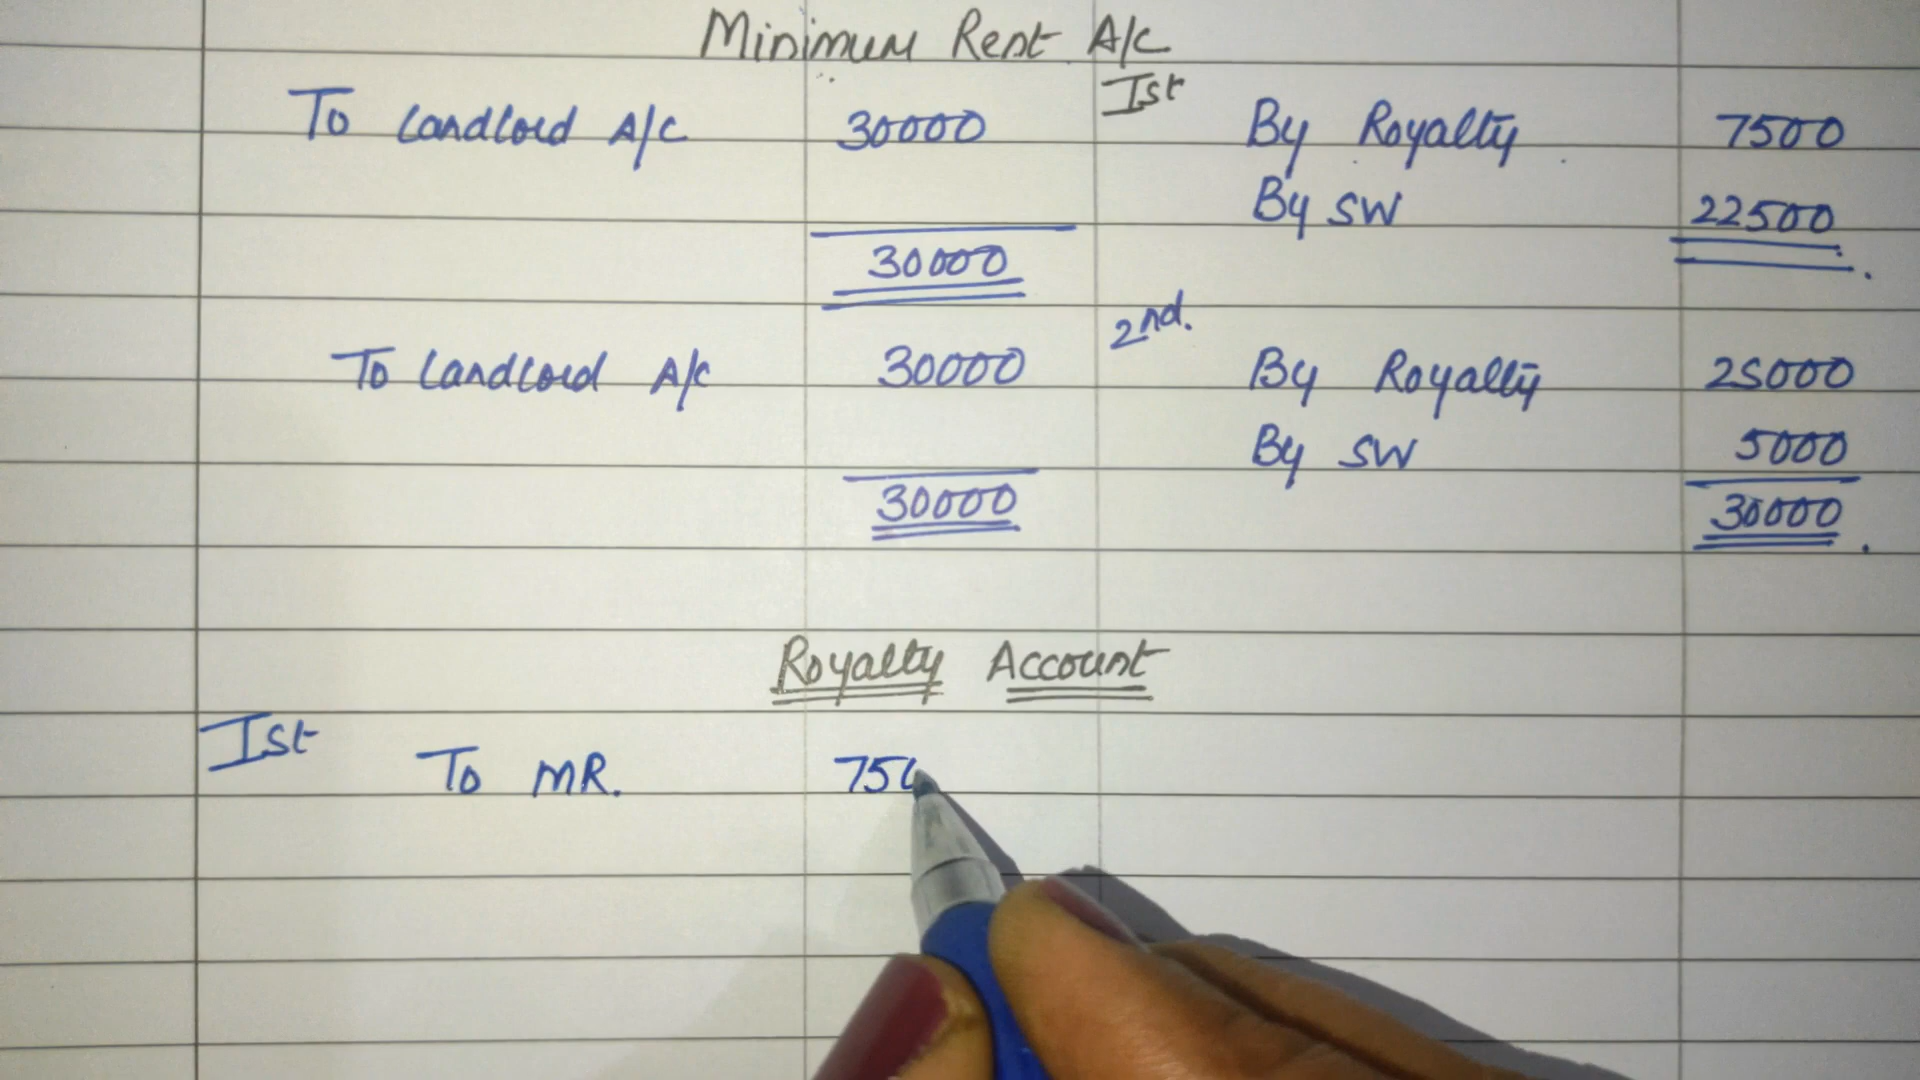 Minimum Rent A/c
To Landlord A/c 30000 Ist By Royalty 7500
By SW 22500
30000
To Landlord A/c 30000 2nd. By Royalty 25000
By SW 5000
30000 30000
Royalty Account
Ist To MR. 750